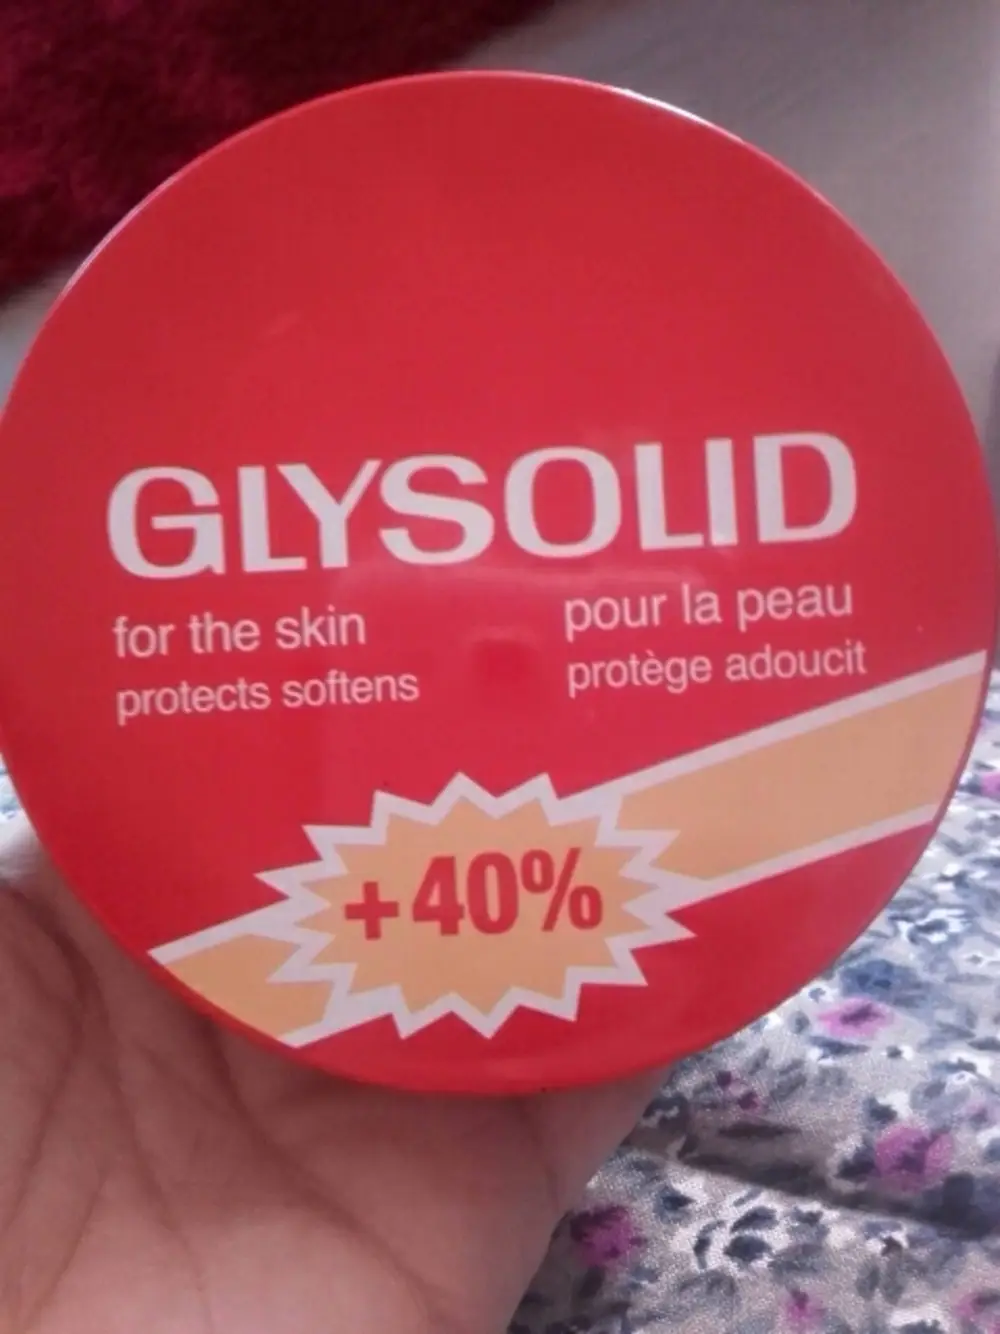 GLYSOLID
for the skin
protects softens
pour la peau
protège adoucit
+40%